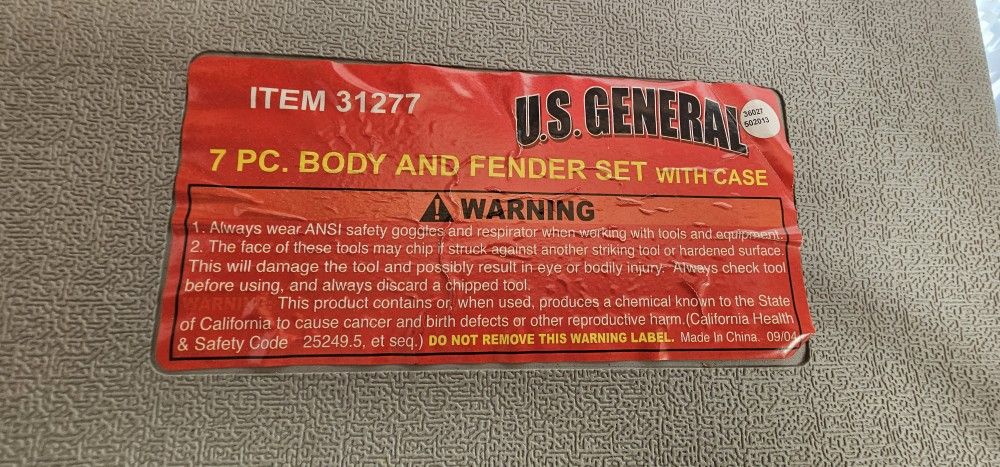 ITEM 31277
U.S. GENERAL
36027
502013
7 PC. BODY AND FENDER SET WITH CASE
WARNING
1. Always wear ANSI safety goggles and respirator when working with tools and equipment.
2. The face of these tools may chip if struck against another striking tool or hardened surface.
This will damage the tool and possibly result in eye or bodily injury. Always check tool
before using, and always discard a chipped tool.
WARNING: This product contains or, when used, produces a chemical known to the State
of California to cause cancer and birth defects or other reproductive harm.(California Health
& Safety Code 25249.5, et seq.) DO NOT REMOVE THIS WARNING LABEL. Made In China. 09/04